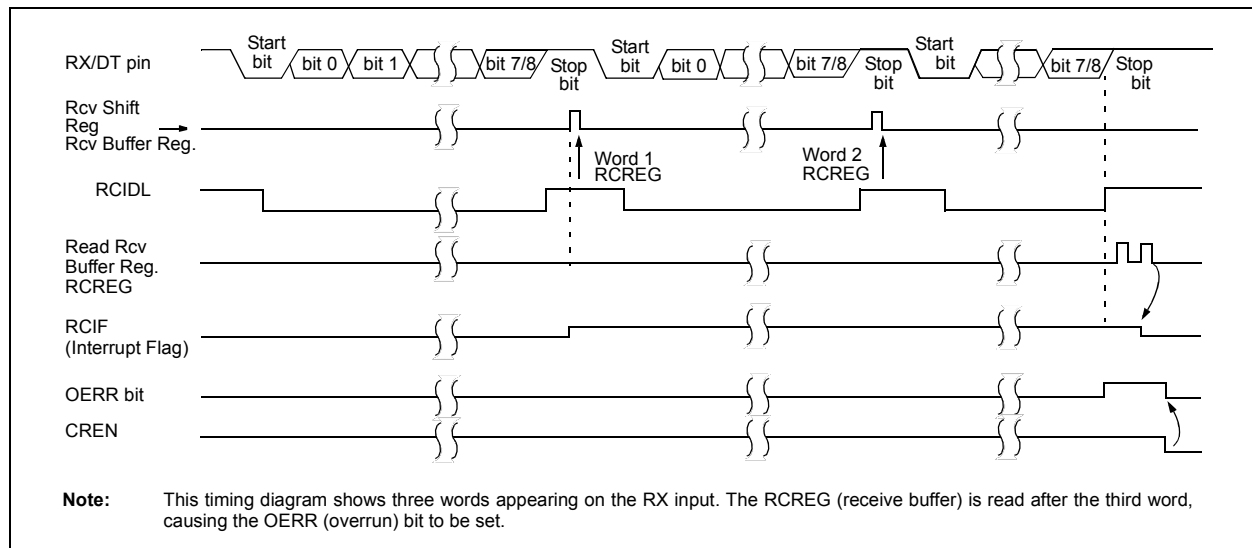 Start bit
bit 0
bit 1
bit 7/8
Stop bit
Start bit
bit 0
bit 7/8
Stop bit
Start bit
bit 7/8
Stop bit
RX/DT pin
Rcv Shift
Reg
Rcv Buffer Reg.
Word 1
RCREG
Word 2
RCREG
RCIDL
Read Rcv
Buffer Reg.
RCREG
RCIF
(Interrupt Flag)
OERR bit
CREN
Note: This timing diagram shows three words appearing on the RX input. The RCREG (receive buffer) is read after the third word,
causing the OERR (overrun) bit to be set.